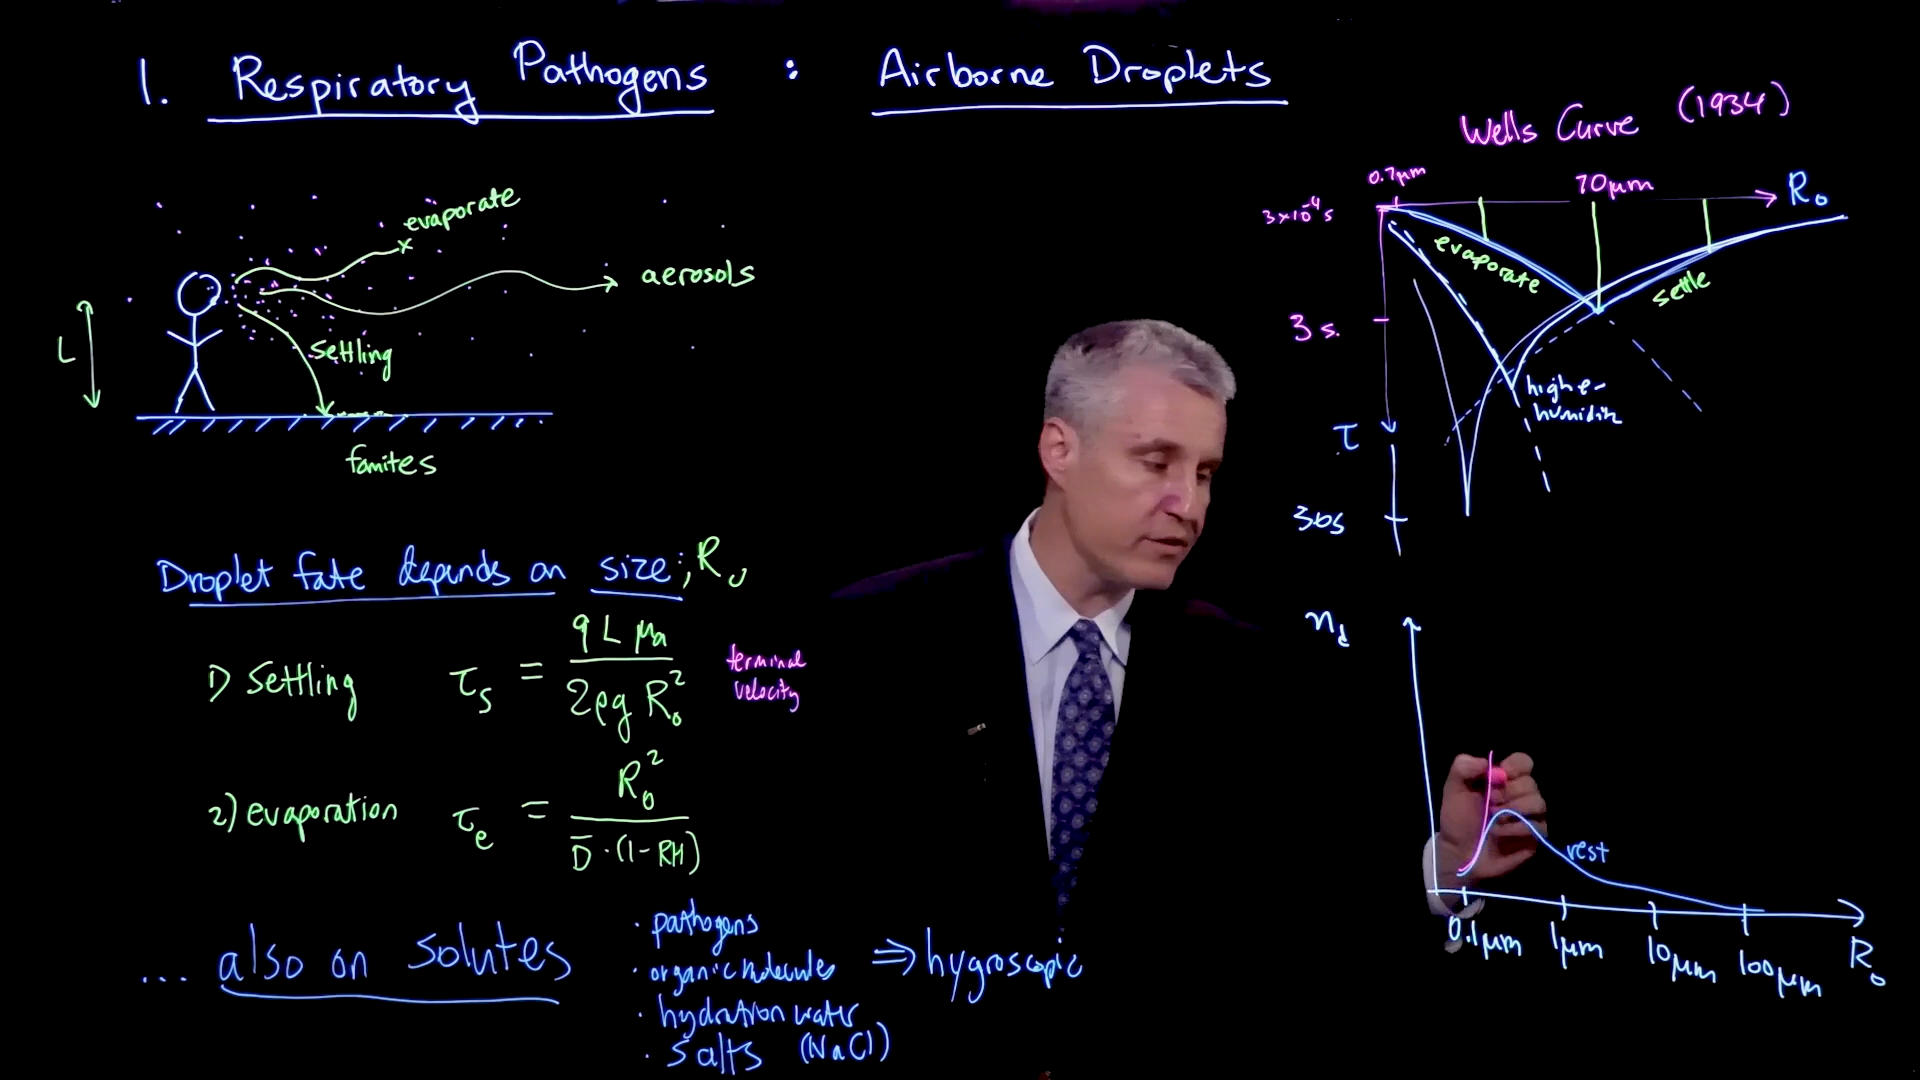 1. Respiratory Pathogens : Airborne Droplets
Wells Curve (1934)
0.7μm
70μm
R₀
3×10⁻⁴s
evaporate
settle
3 s.
higher
humidity
τ
30s
evaporate
aerosols
L
settling
fomites
Droplet fate depends on size, R₀
1) Settling τₛ = 9 L μₐ / 2ρg R₀²
terminal
velocity
2) evaporation τₑ = R₀² / D̄·(1-RH)
... also on solutes
· pathogens
· organic molecules
· hydration water
· salts (NaCl)
⇒ hygroscopic
n_d
rest
0.1μm 1μm 10μm 100μm R₀